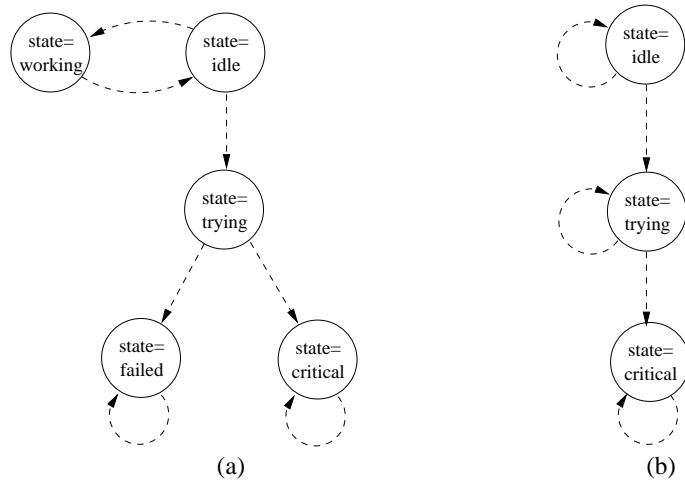 state=
working
state=
idle
state=
trying
state=
failed
state=
critical
(a)
state=
idle
state=
trying
state=
critical
(b)